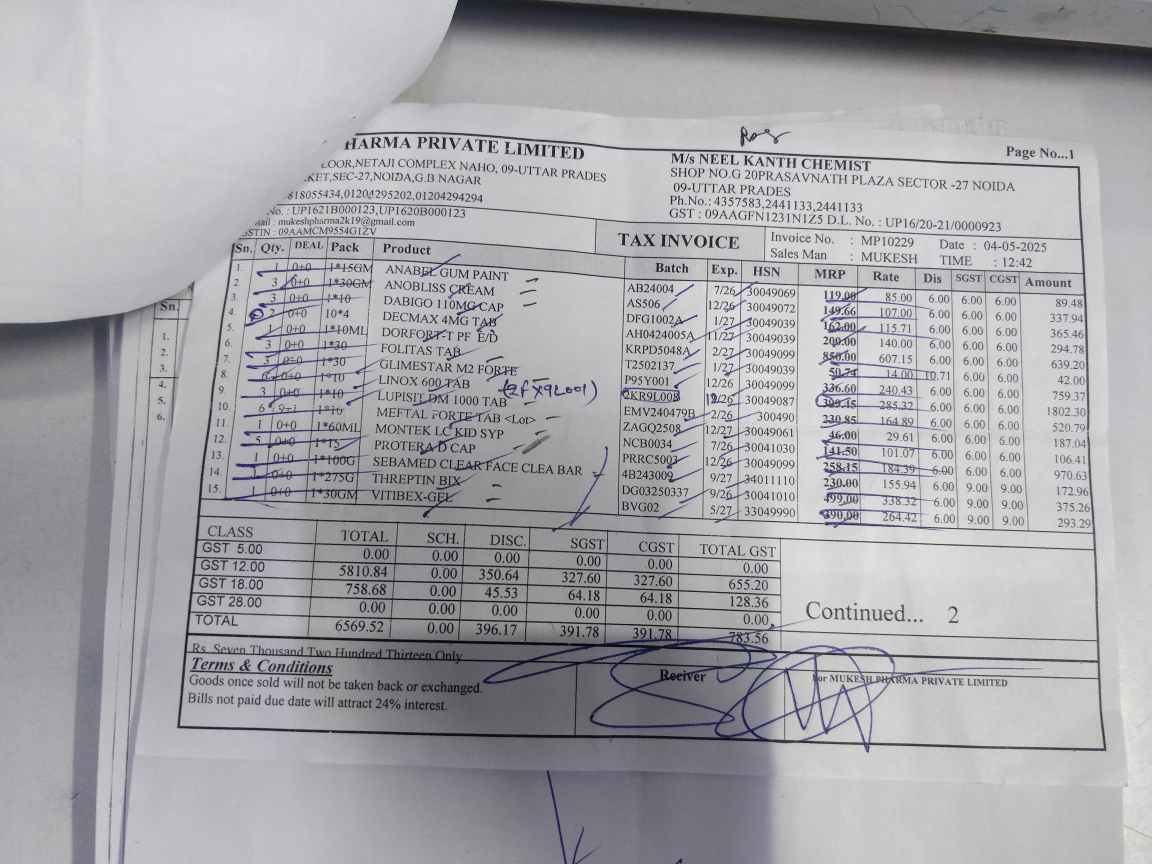 Page No...1
HARMA PRIVATE LIMITED
LOOR,NETAJI COMPLEX NAHO, 09-UTTAR PRADES
KET,SEC-27,NOIDA,G.B NAGAR
818055434,01204295202,01204294294
No. : UP1621B000123,UP1620B000123
mail : mukeshpharma2k19@gmail.com
STIN : 09AAMCM9554G1ZV
M/s NEEL KANTH CHEMIST
SHOP NO.G 20PRASAVNATH PLAZA SECTOR -27 NOIDA
09-UTTAR PRADES
Ph.No.: 4357583,2441133,2441133
GST : 09AAGFN1231N1Z5 D.L. No. : UP16/20-21/0000923
TAX INVOICE
Invoice No. : MP10229 Date : 04-05-2025
Sales Man : MUKESH TIME : 12:42
Sn. Qty. DEAL Pack Product Batch Exp. HSN MRP Rate Dis SGST CGST Amount
1. 1 0+0 1*15GM ANABEL GUM PAINT AB24004 7/26 30049069 119.00 85.00 6.00 6.00 6.00 89.48
2. 3 0+0 1*30GM ANOBLISS CREAM AS506 12/26 30049072 149.66 107.00 6.00 6.00 6.00 337.94
3. 3 0+0 1*10 DABIGO 110MG CAP DFG1002A 1/27 30049039 162.00 115.71 6.00 6.00 6.00 365.46
4. 2 0+0 10*4 DECMAX 4MG TAB AH0424005A 11/27 30049039 200.00 140.00 6.00 6.00 6.00 294.78
5. 1 0+0 1*10ML DORFORT-T PF E/D KRPD5048A 2/27 30049099 850.00 607.15 6.00 6.00 6.00 639.20
6. 3 0+0 1*30 FOLITAS TAB T2502137 1/27 30049039 50.74 14.00 10.71 6.00 6.00 42.00
7. 3 0+0 1*30 GLIMESTAR M2 FORTE P95Y001 12/26 30049099 336.60 240.43 6.00 6.00 6.00 759.37
8. 6 0+0 1*10 LINOX 600 TAB (2FX9L001) 2KR9L008 /26 30049087 399.45 285.32 6.00 6.00 6.00 1802.30
9. 3 0+0 1*10 LUPISIT DM 1000 TAB EMV240479B 2/26 300490 230.85 164.89 6.00 6.00 6.00 520.79
10. 6 9+1 1*10 MEFTAL FORTE TAB <Lot> ZAGQ2508 12/27 30049061 46.00 29.61 6.00 6.00 6.00 187.04
11. 1 0+0 1*60ML MONTEK LC KID SYP NCB0034 7/26 30041030 141.50 101.07 6.00 6.00 6.00 106.41
12. 5 0+0 1*15 PROTERA D CAP PRRC5003 12/26 30049099 258.15 184.39 6.00 6.00 6.00 970.63
13. 1 0+0 1*100G SEBAMED CLEAR FACE CLEA BAR 4B243009 9/27 34011110 230.00 155.94 6.00 9.00 9.00 172.96
14. 1 0+0 1*275G THREPTIN BIX DG03250337 9/26 30041010 499.00 338.32 6.00 9.00 9.00 375.26
15. 1 0+0 1*30GM VITIBEX-GEL BVG02 5/27 33049990 390.00 264.42 6.00 9.00 9.00 293.29
CLASS TOTAL SCH. DISC. SGST CGST TOTAL GST
GST 5.00 0.00 0.00 0.00 0.00 0.00 0.00
GST 12.00 5810.84 0.00 350.64 327.60 327.60 655.20
GST 18.00 758.68 0.00 45.53 64.18 64.18 128.36
GST 28.00 0.00 0.00 0.00 0.00 0.00 0.00
TOTAL 6569.52 0.00 396.17 391.78 391.78 783.56
Continued... 2
Rs. Seven Thousand Two Hundred Thirteen Only
Terms & Conditions
Goods once sold will not be taken back or exchanged.
Bills not paid due date will attract 24% interest.
Reciver
For MUKESH PHARMA PRIVATE LIMITED
Sn.
1.
2.
3.
4.
5.
6.